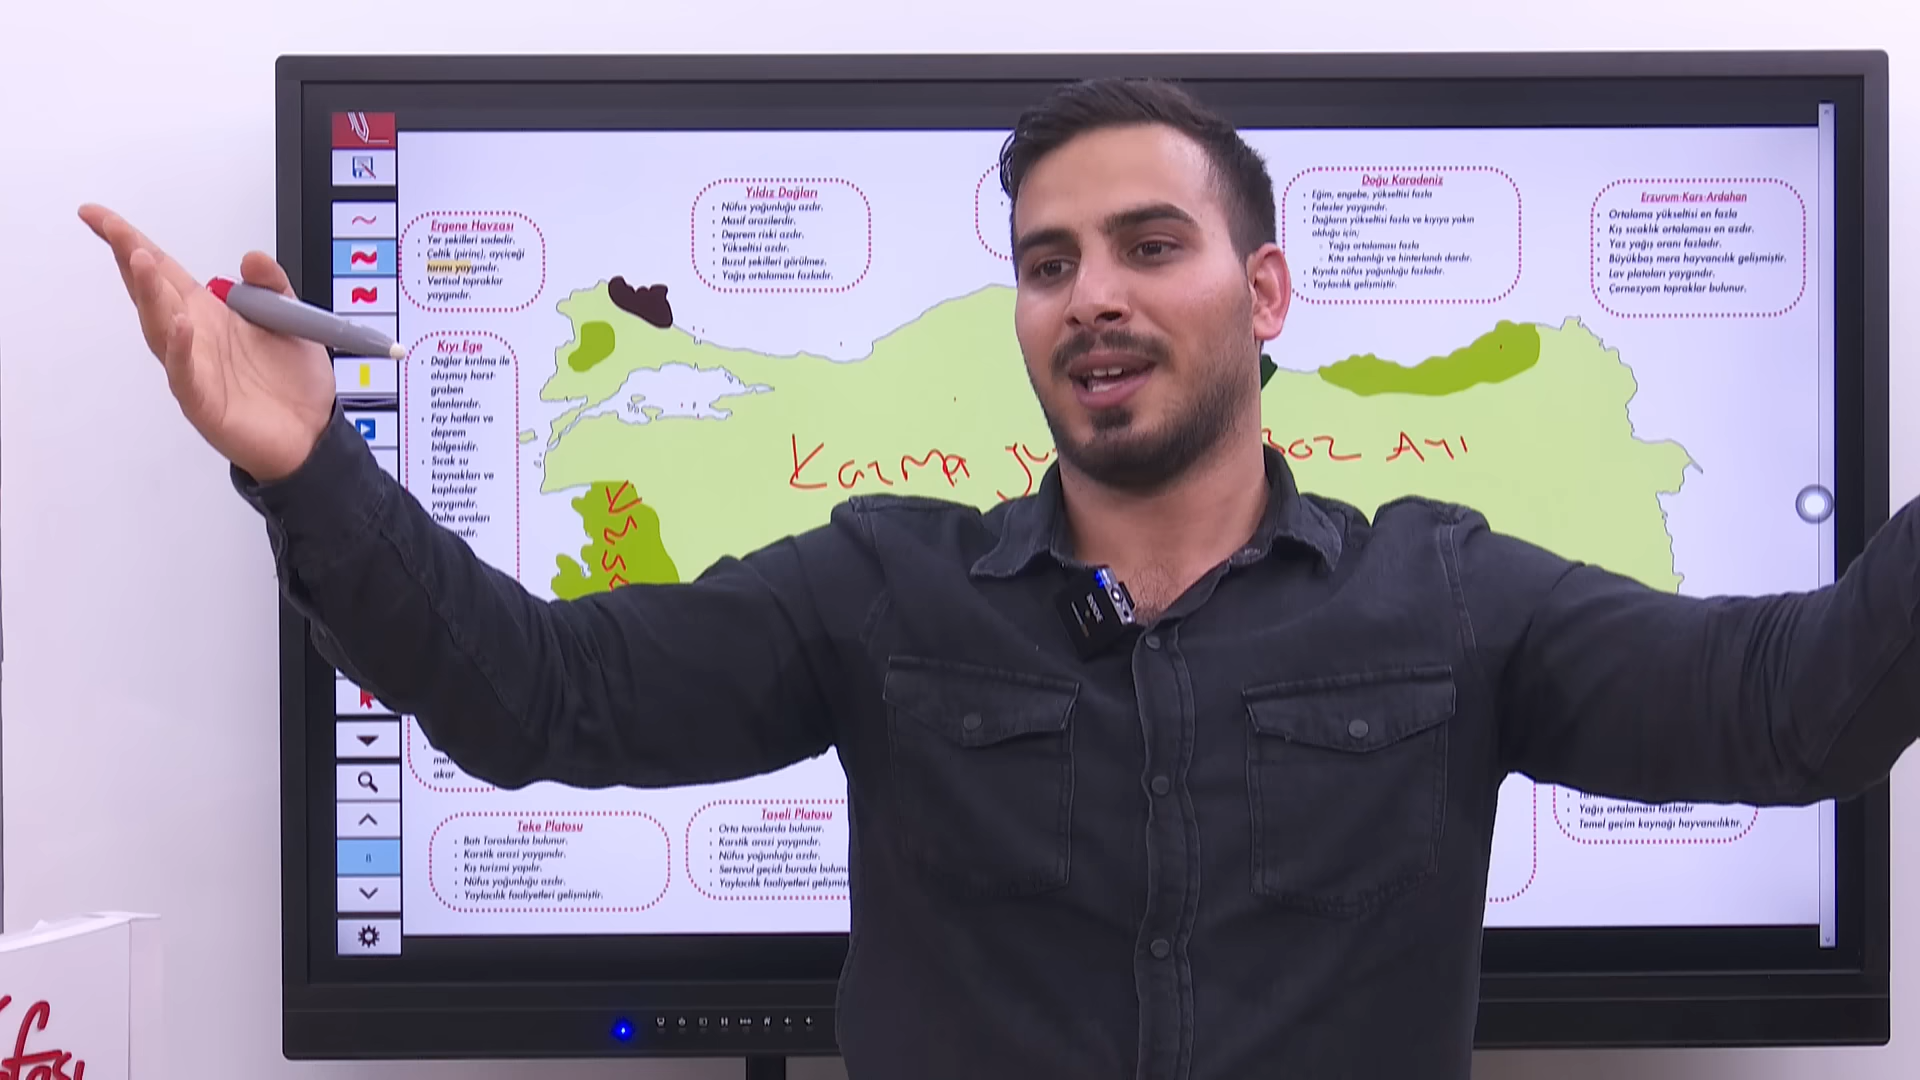 Yıldız Dağları
Nüfus yoğunluğu azdır.
Masif arazilerdir.
Deprem riski azdır.
Yükseltisi azdır.
Buzul şekilleri görülmez.
Yağış ortalaması fazladır.
Doğu Karadeniz
Eğim, engebe, yükseltisi fazla
Falezler yaygındır.
Dağların yükseltisi fazla ve kıyıya yakın
olduğu için;
Yağış ortalaması fazla
Kıta sahanlığı ve hinterlandı dardır.
Kıyıda nüfus yoğunluğu fazladır.
Yaylacılık gelişmiştir.
Erzurum-Kars-Ardahan
Ortalama yükseltisi en fazla
Kış sıcaklık ortalaması en azdır.
Yaz yağış oranı fazladır.
Büyükbaş mera hayvancılık gelişmiştir.
Lav platoları yaygındır.
Çernezyom topraklar bulunur.
Ergene Havzası
Yer şekilleri sadedir.
Çeltik (pirinç), ayçiçeği
tarımı yaygındır.
Vertisol topraklar
yaygındır.
Kıyı Ege
Dağlar kırılma ile
oluşmuş horst-
graben
alanlarıdır.
Fay hatları ve
deprem
bölgesidir.
Sıcak su
kaynakları ve
kaplıcalar
yaygındır.
Delta ovaları
Kazma
BOZ AYI
akar
Teke Platosu
Batı Toroslarda bulunur.
Karstik arazi yaygındır.
Kış turizmi yapılır.
Nüfus yoğunluğu azdır.
Yaylacılık faaliyetleri gelişmiştir.
Taşeli Platosu
Orta toroslarda bulunur.
Karstik arazi yaygındır.
Nüfus yoğunluğu azdır.
Sertavul geçidi burada
Yaylacılık faaliyetleri
Yağış ortalaması fazladır
Temel geçim kaynağı hayvancılıktır.